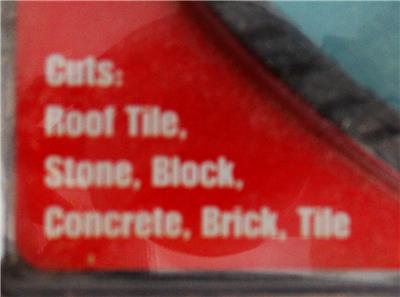 Cuts:
Roof Tile,
Stone, Block,
Concrete, Brick, Tile